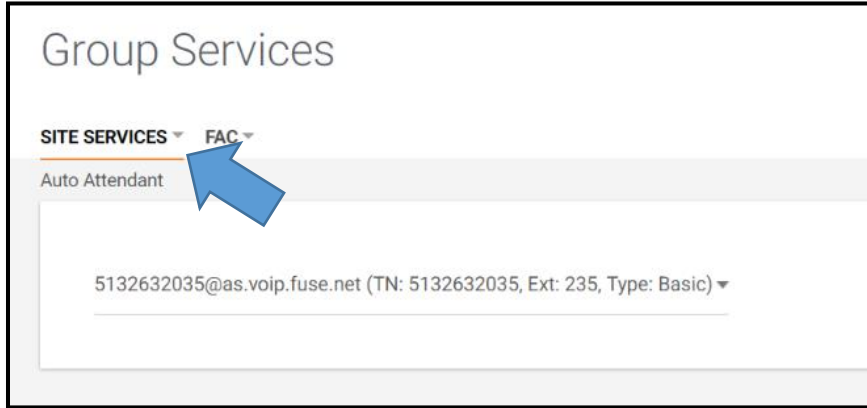 Group Services
SITE SERVICES FAC
Auto Attendant
5132632035@as.voip.fuse.net (TN: 5132632035, Ext: 235, Type: Basic)